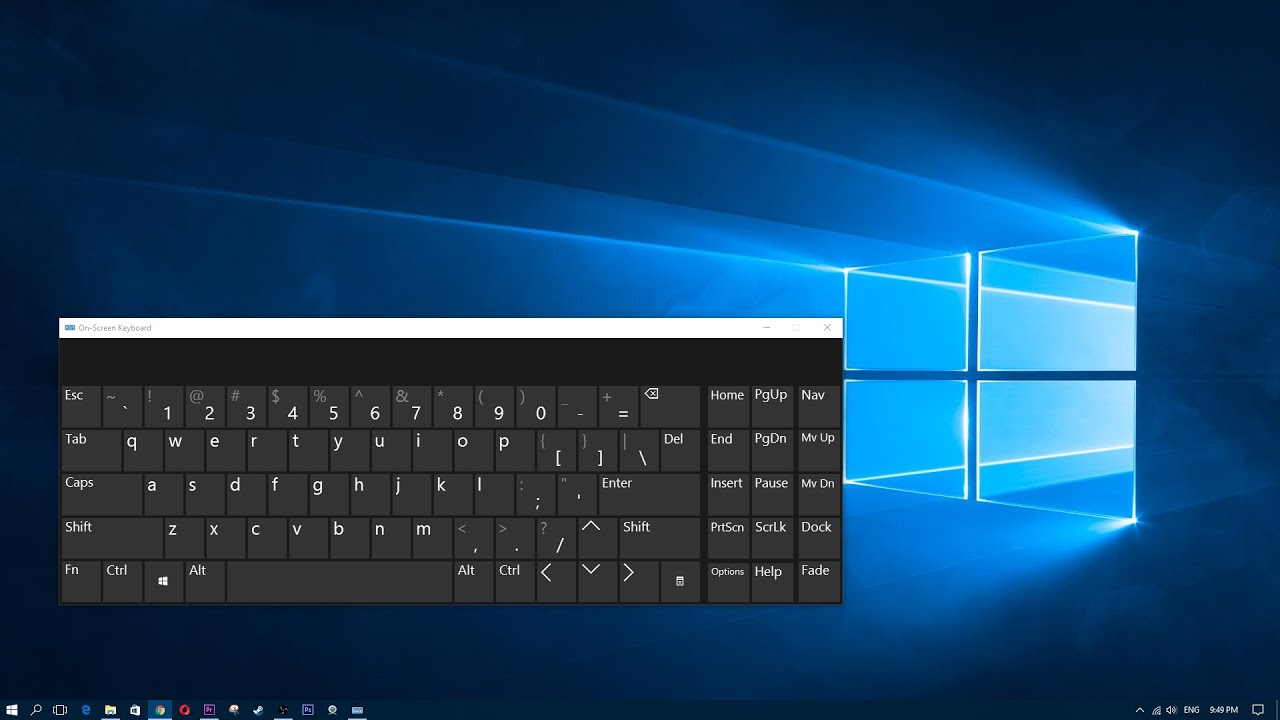 On-Screen Keyboard
Esc ~ ` ! 1 @ 2 # 3 $ 4 % 5 ^ 6 & 7 * 8 ( 9 ) 0 _ - + = Home PgUp Nav
Tab q w e r t y u i o p { [ } ] | \ Del End PgDn Mv Up
Caps a s d f g h j k l : ; " ' Enter Insert Pause Mv Dn
Shift z x c v b n m < , > . ? / Shift PrtScn ScrLk Dock
Fn Ctrl Alt Alt Ctrl Options Help Fade
Pr Ps ENG 9:49 PM